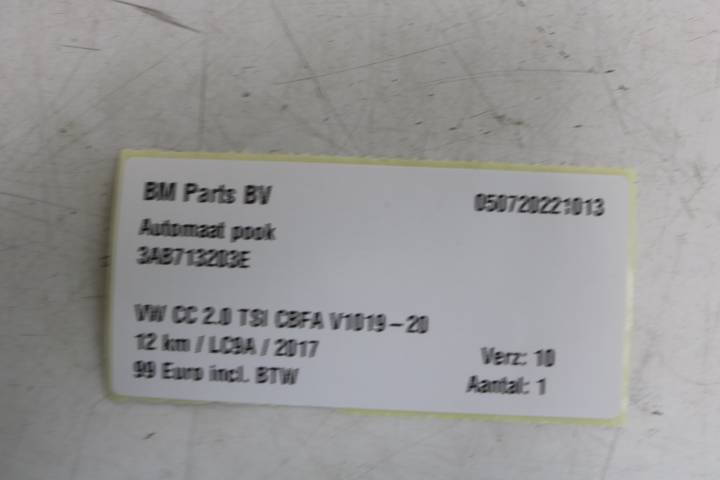 BM Parts BV 050720221013
Automaat pook
3AB713203E
VW CC 2.0 TSI CBFA V1019-20
12 km / LC9A / 2017 Verz: 10
99 Euro incl. BTW Aantal: 1